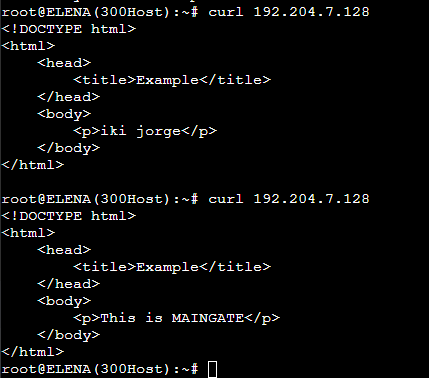 root@ELENA(300Host):~# curl 192.204.7.128
<!DOCTYPE html>
<html>
    <head>
        <title>Example</title>
    </head>
    <body>
        <p>iki jorge</p>
    </body>
</html>

root@ELENA(300Host):~# curl 192.204.7.128
<!DOCTYPE html>
<html>
    <head>
        <title>Example</title>
    </head>
    <body>
        <p>This is MAINGATE</p>
    </body>
</html>
root@ELENA(300Host):~#